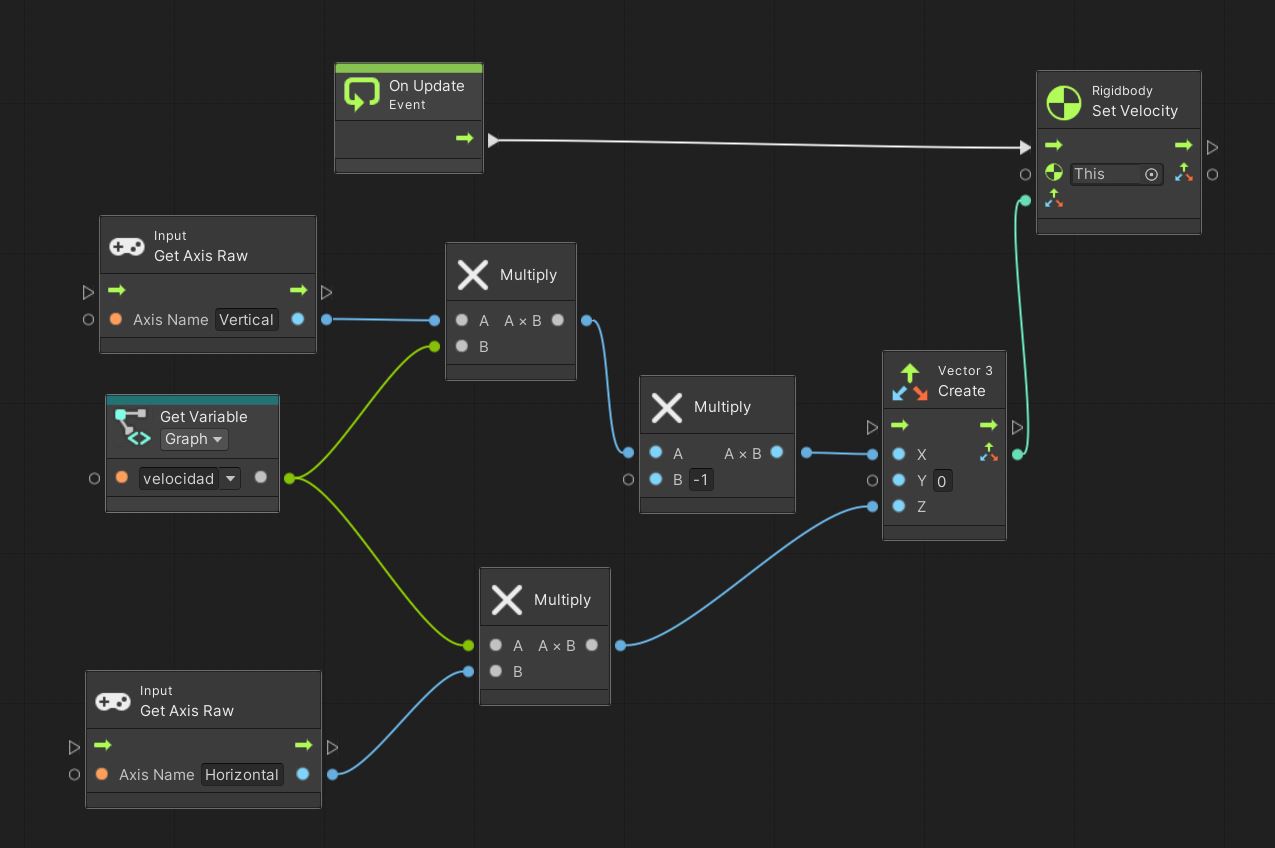 On Update
Event
Rigidbody
Set Velocity
This
Input
Get Axis Raw
Axis Name Vertical
Multiply
A A × B
B
Get Variable
Graph
velocidad
Multiply
A A × B
B -1
Vector 3
Create
X
Y 0
Z
Multiply
A A × B
B
Input
Get Axis Raw
Axis Name Horizontal